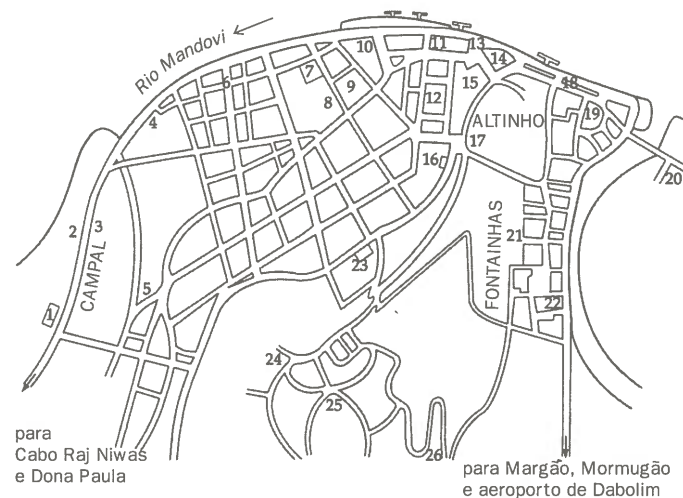 Rio Mandovi
10
11
13
14
15
7
6
8
9
12
4
18
19
ALTINHO
17
16
20
2
3
CAMPAL
1
5
21
FONTAINHAS
22
23
24
25
26
para
Cabo Raj Niwas
e Dona Paula
para Margão, Mormugão
e aeroporto de Dabolim